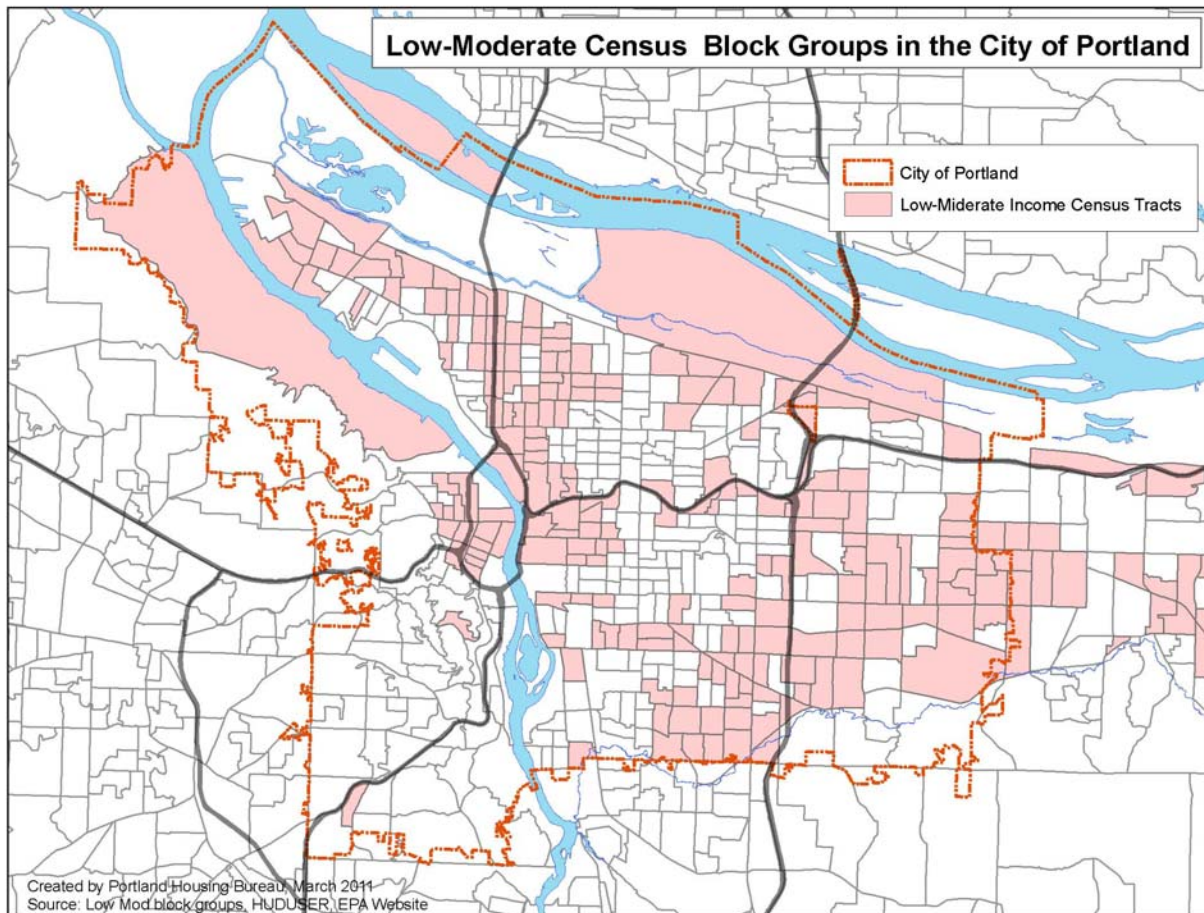 Low-Moderate Census Block Groups in the City of Portland
City of Portland
Low-Miderate Income Census Tracts
Created by Portland Housing Bureau, March 2011
Source: Low Mod block groups, HUDUSER, EPA Website